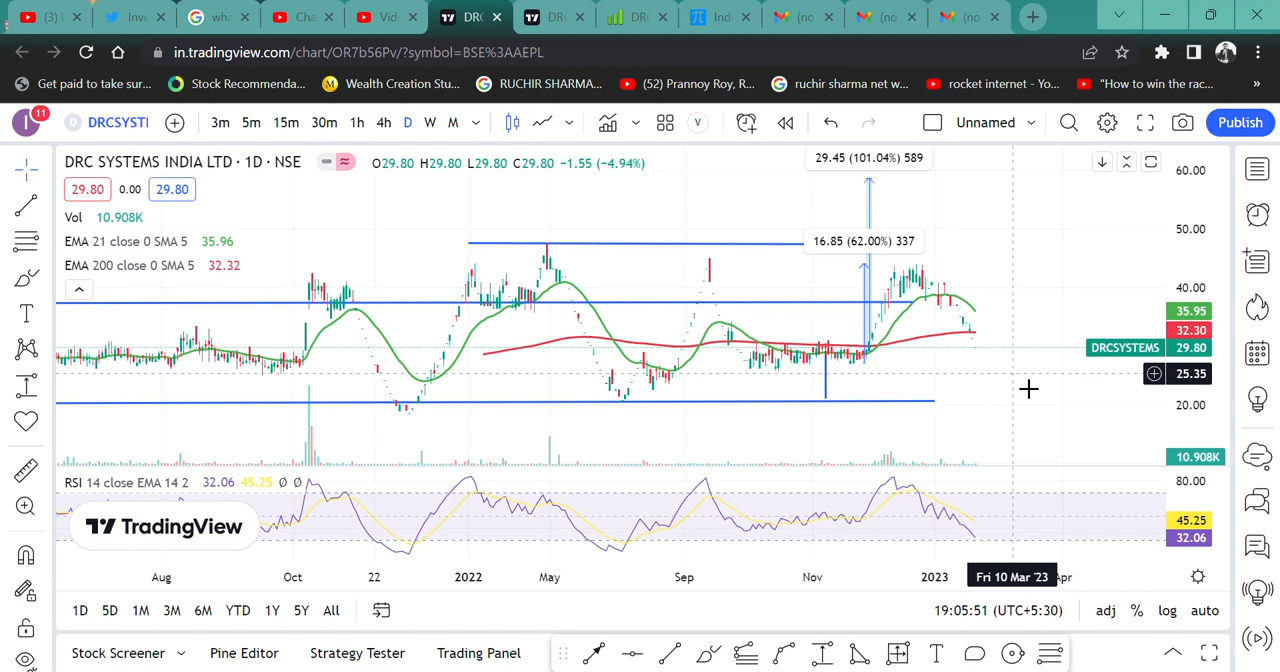 (3) Inve wha Cha Vid DRC DRC DRC Indi (no (no (no
in.tradingview.com/chart/OR7b56Pv/?symbol=BSE%3AAEPL
Get paid to take sur... Stock Recommenda... Wealth Creation Stu... RUCHIR SHARMA... (52) Prannoy Roy, R... ruchir sharma net w... rocket internet - Yo... "How to win the rac... »
I 11 D DRCSYSTI 3m 5m 15m 30m 1h 4h D W M V Unnamed Publish
DRC SYSTEMS INDIA LTD · 1D · NSE O29.80 H29.80 L29.80 C29.80 −1.55 (−4.94%)
29.80 0.00 29.80
Vol 10.908K
EMA 21 close 0 SMA 5 35.96
EMA 200 close 0 SMA 5 32.32
29.45 (101.04%) 589
16.85 (62.00%) 337
60.00
50.00
40.00
35.95
32.30
DRCSYSTEMS 29.80
25.35
20.00
10.908K
RSI 14 close EMA 14 2 32.06 45.25 Ø Ø
80.00
45.25
32.06
TradingView
Aug Oct 22 2022 May Sep Nov 2023 Fri 10 Mar '23 Apr
1D 5D 1M 3M 6M YTD 1Y 5Y All 19:05:51 (UTC+5:30) adj % log auto
Stock Screener Pine Editor Strategy Tester Trading Panel